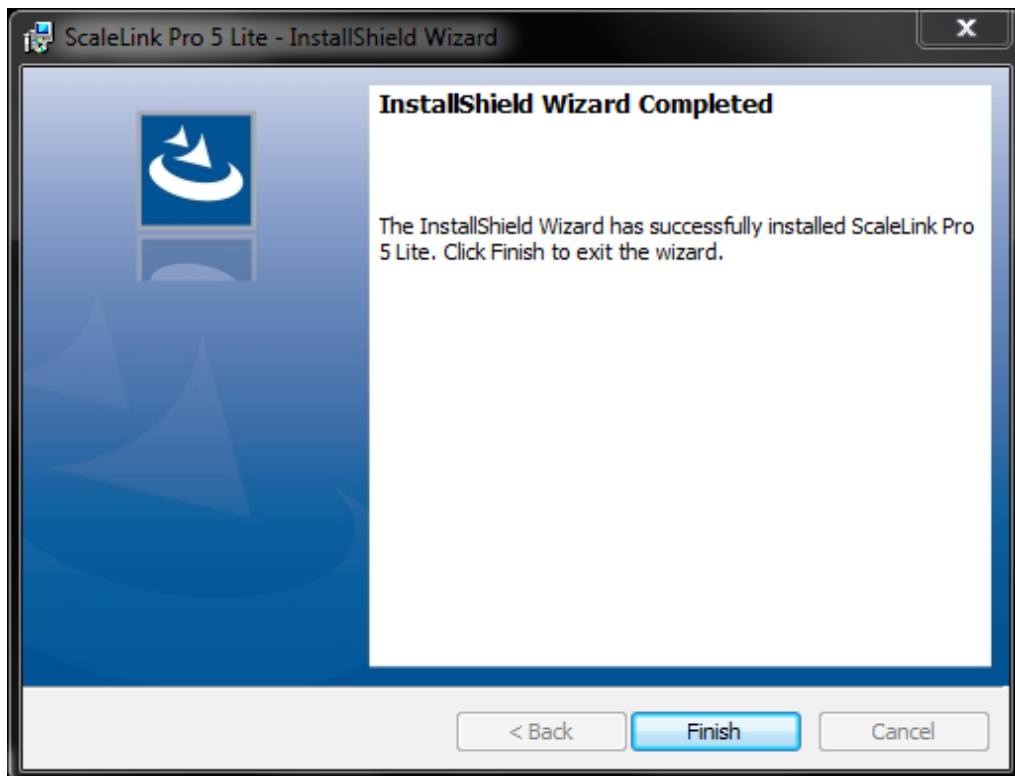 ScaleLink Pro 5 Lite - InstallShield Wizard
InstallShield Wizard Completed
The InstallShield Wizard has successfully installed ScaleLink Pro
5 Lite. Click Finish to exit the wizard.
< Back
Finish
Cancel